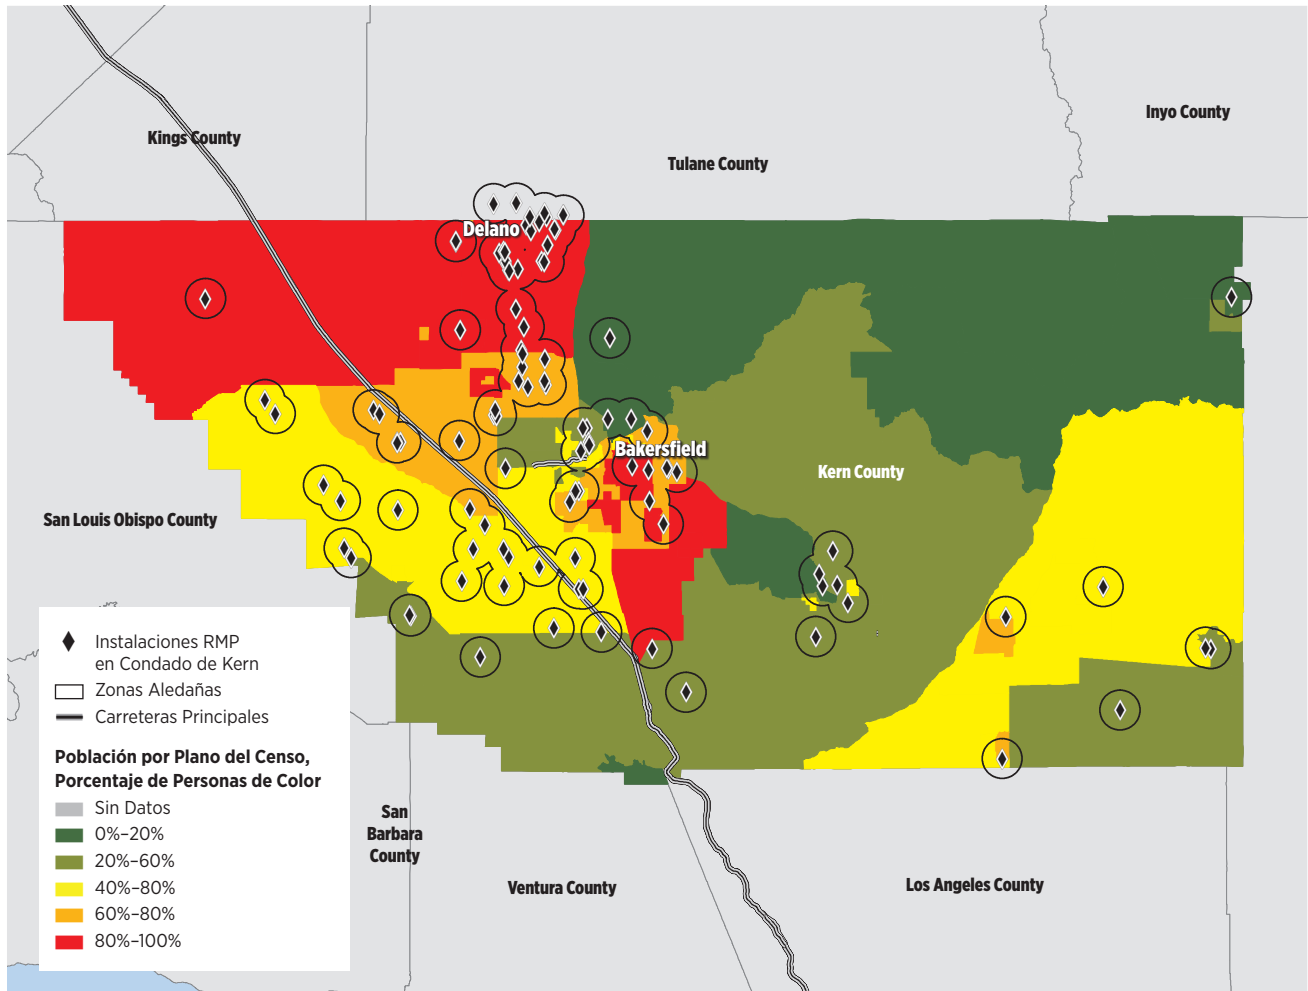 Inyo County
Kings County
Tulane County
Delano
Bakersfield
Kern County
San Louis Obispo County
Instalaciones RMP
en Condado de Kern
Zonas Aledañas
Carreteras Principales
Población por Plano del Censo,
Porcentaje de Personas de Color
Sin Datos
0%–20%
20%–60%
40%–80%
60%–80%
80%–100%
San
Barbara
County
Ventura County
Los Angeles County